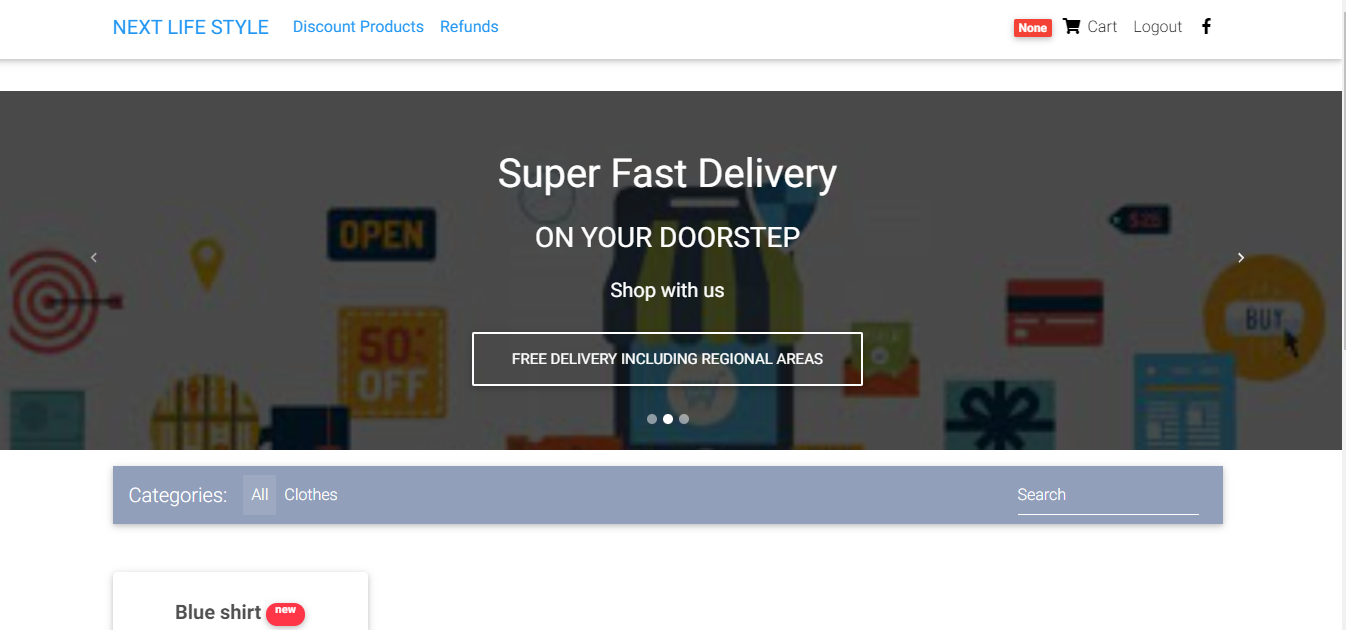 NEXT LIFE STYLE Discount Products Refunds None Cart Logout
Super Fast Delivery
ON YOUR DOORSTEP
Shop with us
FREE DELIVERY INCLUDING REGIONAL AREAS
OPEN
$25
50%
OFF
BUY
Categories: All Clothes Search
Blue shirt new